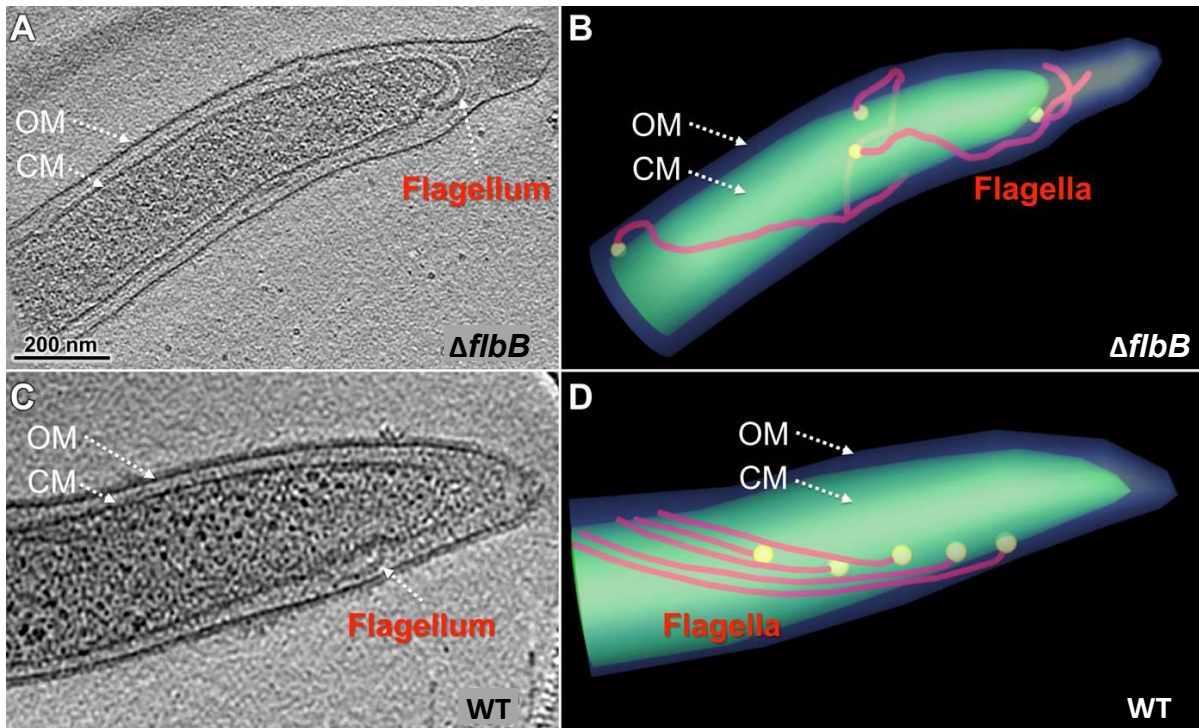 A
OM
CM
Flagellum
200 nm
ΔflbB
B
OM
CM
Flagella
ΔflbB
C
OM
CM
Flagellum
WT
D
OM
CM
Flagella
WT